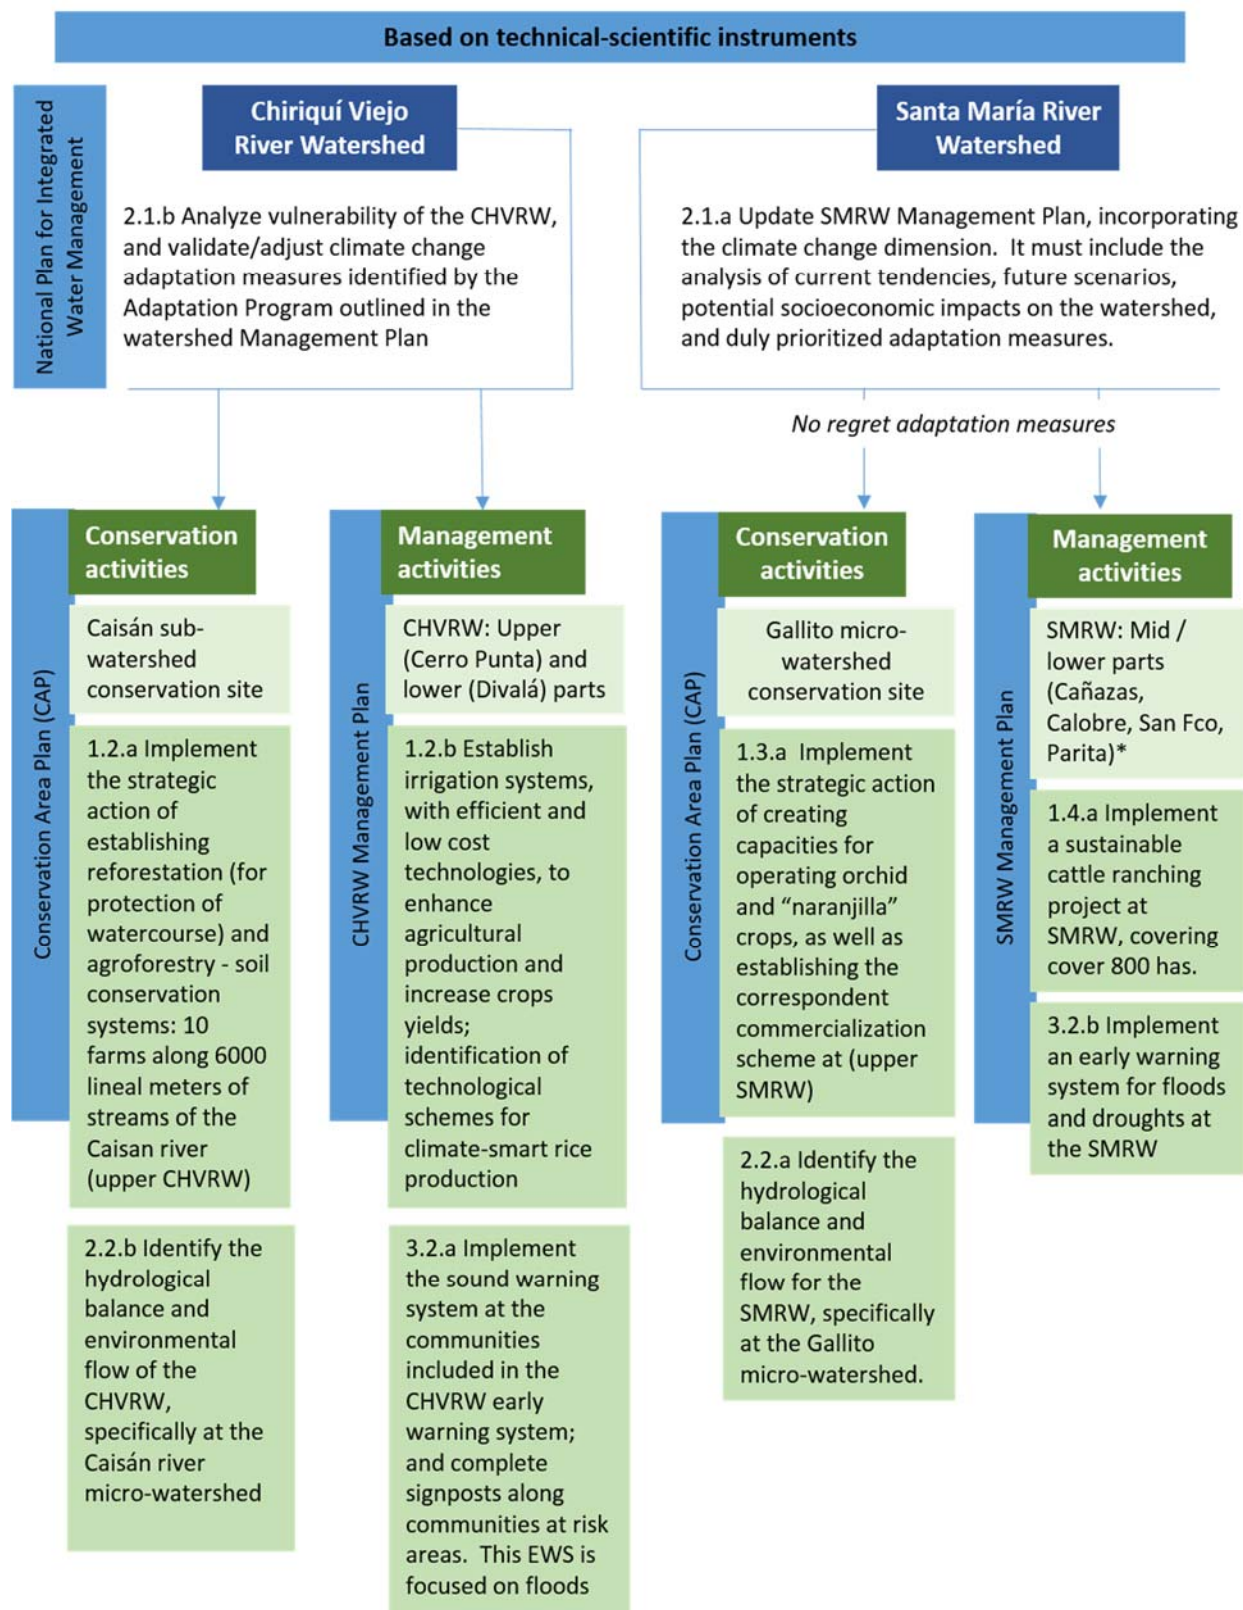 Based on technical-scientific instruments
National Plan for Integrated
Water Management
Chiriquí Viejo
River Watershed
2.1.b Analyze vulnerability of the CHVRW,
and validate/adjust climate change
adaptation measures identified by the
Adaptation Program outlined in the
watershed Management Plan
Santa María River
Watershed
2.1.a Update SMRW Management Plan, incorporating
the climate change dimension. It must include the
analysis of current tendencies, future scenarios,
potential socioeconomic impacts on the watershed,
and duly prioritized adaptation measures.
No regret adaptation measures
Conservation Area Plan (CAP)
Conservation
activities
Caisán sub-
watershed
conservation site
1.2.a Implement
the strategic
action of
establishing
reforestation (for
protection of
watercourse) and
agroforestry - soil
conservation
systems: 10
farms along 6000
lineal meters of
streams of the
Caisan river
(upper CHVRW)
2.2.b Identify the
hydrological
balance and
environmental
flow of the
CHVRW,
specifically at the
Caisán river
micro-watershed
CHVRW Management Plan
Management
activities
CHVRW: Upper
(Cerro Punta) and
lower (Divalá) parts
1.2.b Establish
irrigation systems,
with efficient and
low cost
technologies, to
enhance
agricultural
production and
increase crops
yields;
identification of
technological
schemes for
climate-smart rice
production
3.2.a Implement
the sound warning
system at the
communities
included in the
CHVRW early
warning system;
and complete
signposts along
communities at risk
areas. This EWS is
focused on floods
Conservation Area Plan (CAP)
Conservation
activities
Gallito micro-
watershed
conservation site
1.3.a Implement
the strategic action
of creating
capacities for
operating orchid
and “naranjilla”
crops, as well as
establishing the
correspondent
commercialization
scheme at (upper
SMRW)
2.2.a Identify the
hydrological
balance and
environmental
flow for the
SMRW, specifically
at the Gallito
micro-watershed.
SMRW Management Plan
Management
activities
SMRW: Mid /
lower parts
(Cañazas,
Calobre, San Fco,
Parita)*
1.4.a Implement
a sustainable
cattle ranching
project at
SMRW, covering
cover 800 has.
3.2.b Implement
an early warning
system for floods
and droughts at
the SMRW